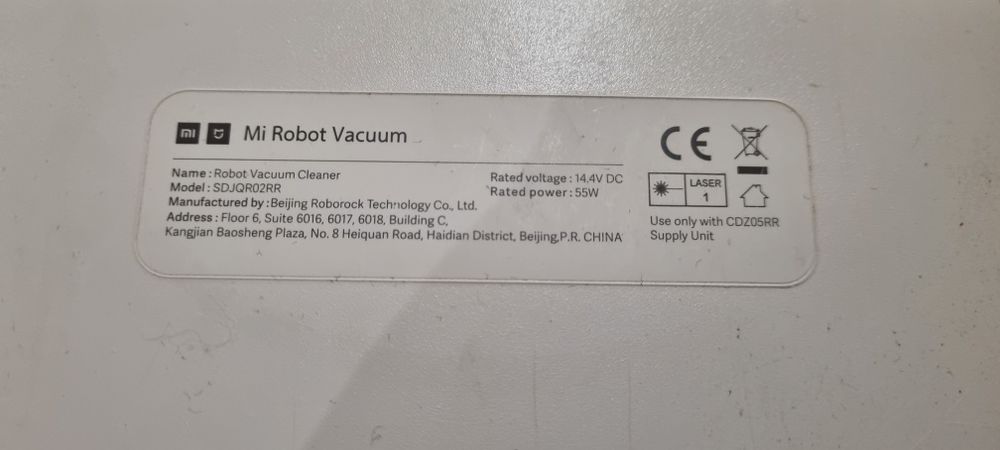 mi Mi Robot Vacuum
Name : Robot Vacuum Cleaner
Model : SDJQR02RR
Manufactured by : Beijing Roborock Technology Co., Ltd.
Address : Floor 6, Suite 6016, 6017, 6018, Building C,
Kangjian Baosheng Plaza, No. 8 Heiquan Road, Haidian District, Beijing,P.R. CHINA
Rated voltage : 14.4V DC
Rated power : 55W
CE
LASER
1
Use only with CDZ05RR
Supply Unit